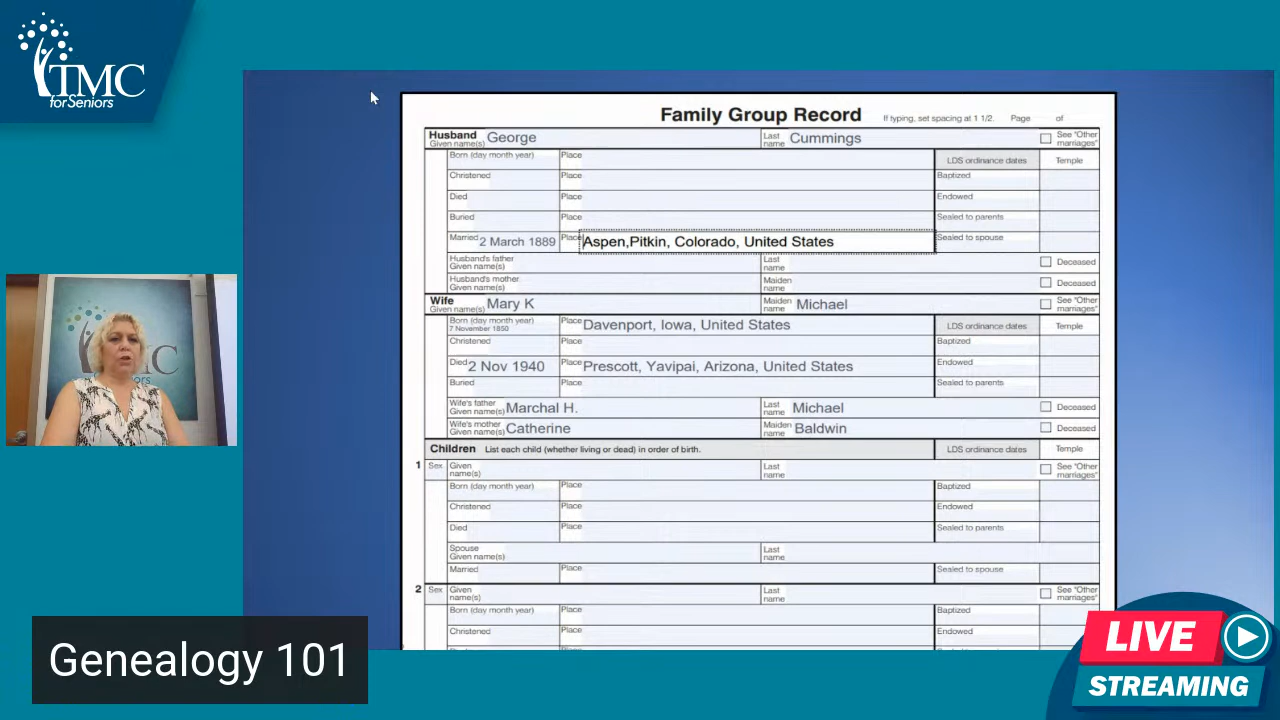 TMC
for Seniors
Family Group Record If typing, set spacing at 1 1/2. Page of
Husband
Given name(s) George Last name Cummings See "Other marriages"
Born (day month year) Place LDS ordinance dates Temple
Christened Place Baptized
Died Place Endowed
Buried Place Sealed to parents
Married 2 March 1889 Place Aspen,Pitkin, Colorado, United States Sealed to spouse
Husband's father
Given name(s) Last name Deceased
Husband's mother
Given name(s) Maiden name Deceased
Wife
Given name(s) Mary K Maiden name Michael See "Other marriages"
Born (day month year) Place Davenport, Iowa, United States LDS ordinance dates Temple
7 November 1850
Christened Place Baptized
Died 2 Nov 1940 Place Prescott, Yavipai, Arizona, United States Endowed
Buried Place Sealed to parents
Wife's father
Given name(s) Marchal H. Last name Michael Deceased
Wife's mother
Given name(s) Catherine Maiden name Baldwin Deceased
Children List each child (whether living or dead) in order of birth. LDS ordinance dates Temple
1 Sex Given name(s) Last name See "Other marriages"
Born (day month year) Place Baptized
Christened Place Endowed
Died Place Sealed to parents
Spouse
Given name(s) Last name
Married Place Sealed to spouse
2 Sex Given name(s) Last name See "Other marriages"
Born (day month year) Place Baptized
Christened Place Endowed
Genealogy 101
LIVE
STREAMING